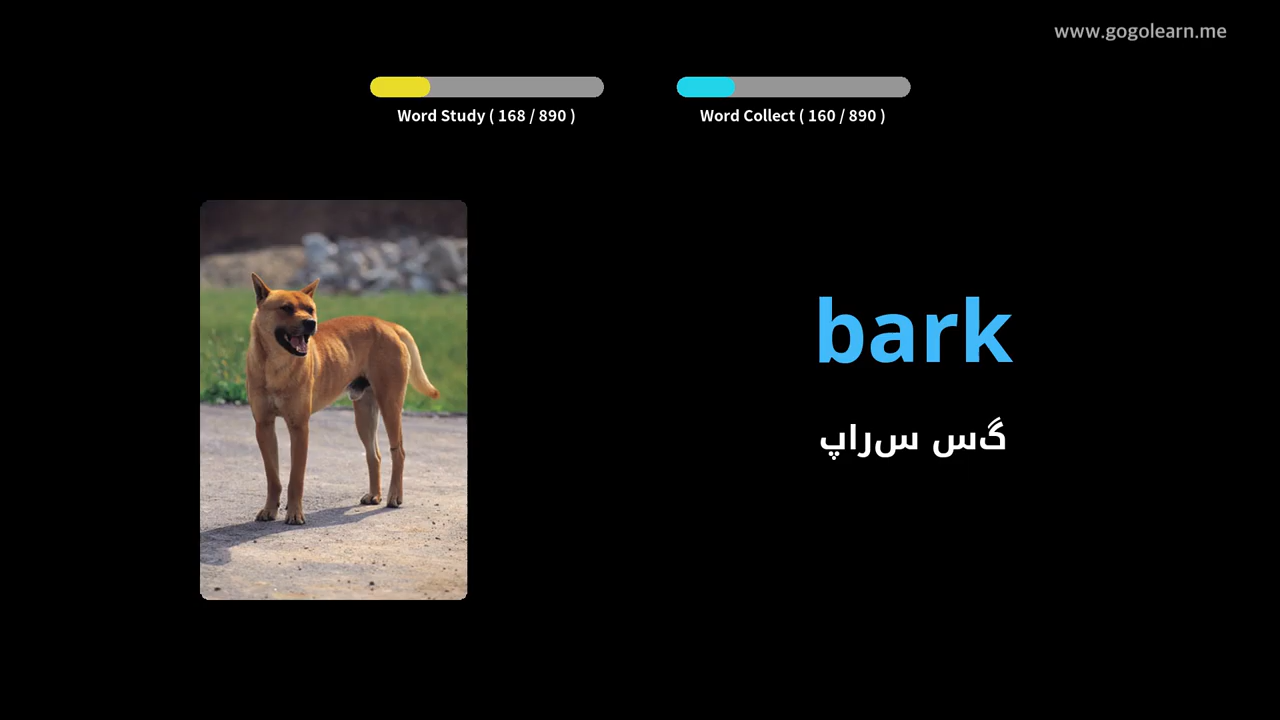 www.gogolearn.me
Word Study ( 168 / 890 )
Word Collect ( 160 / 890 )
bark
گس سراپ